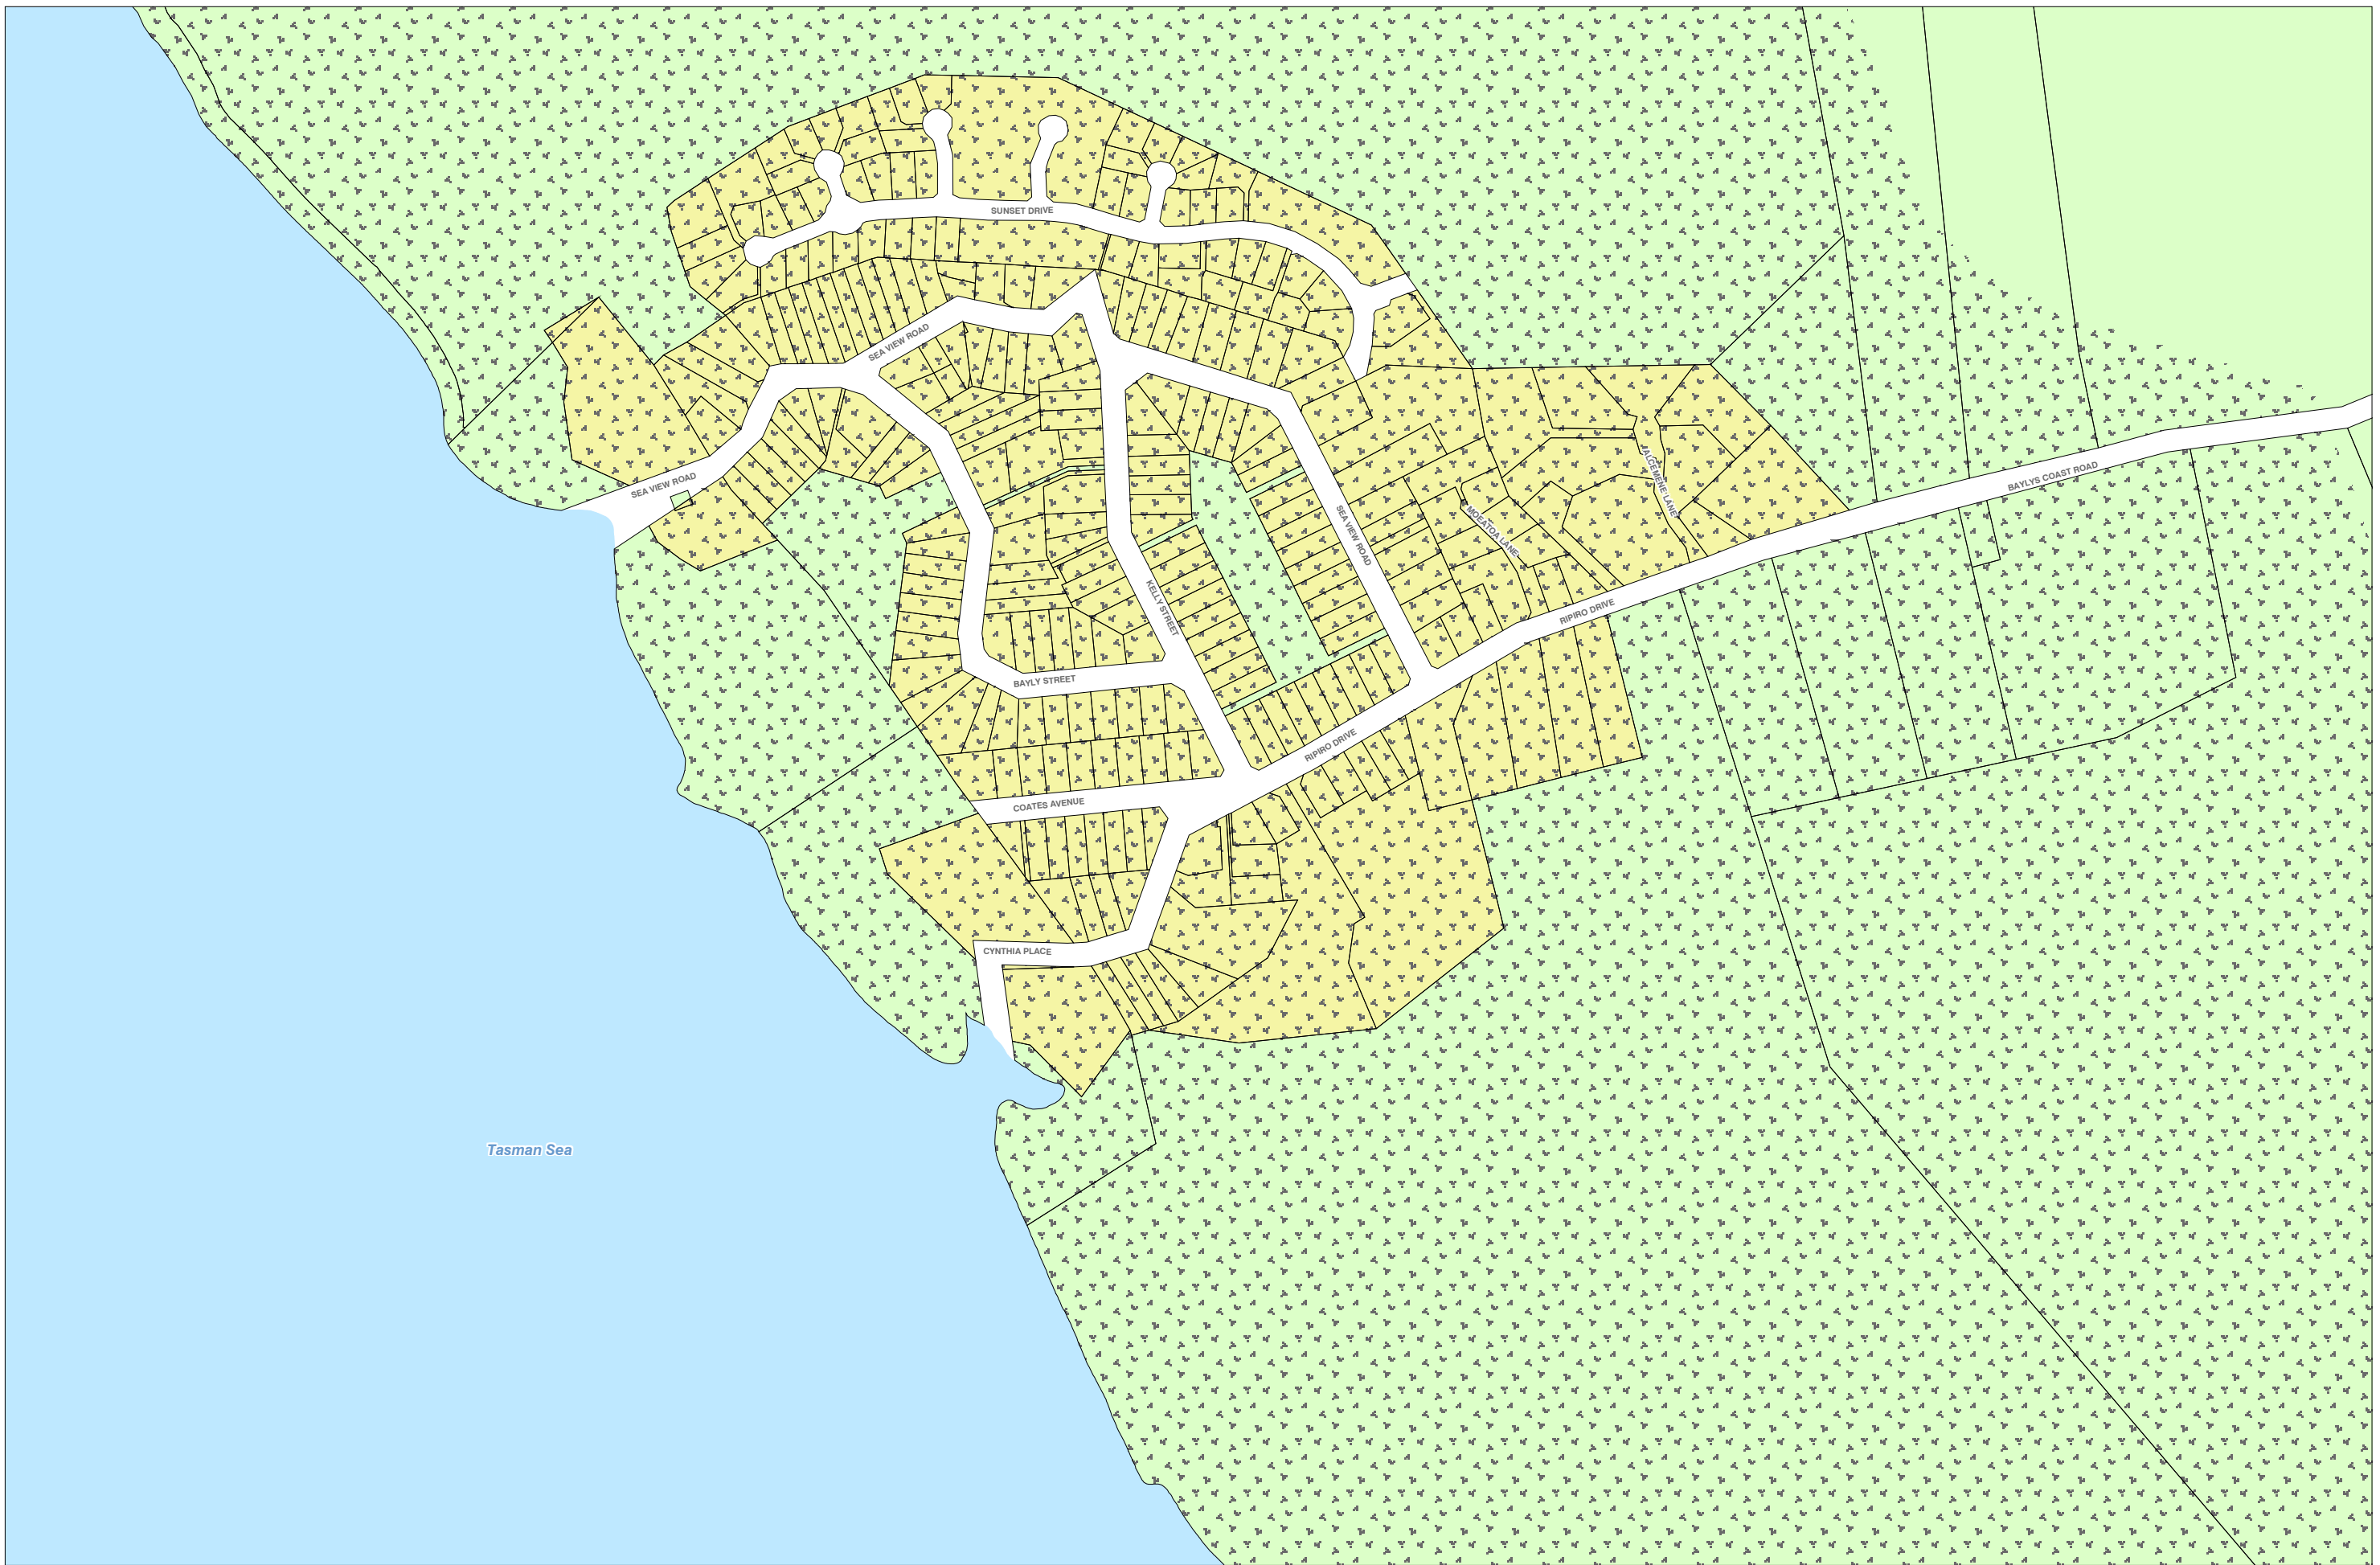 SUNSET DRIVE
SEA VIEW ROAD
SEA VIEW ROAD
BAYLYS COAST ROAD
MOEATOA LANE
SEA VIEW ROAD
KELLY STREET
RIPIRO DRIVE
BAYLY STREET
RIPIRO DRIVE
COATES AVENUE
CYNTHIA PLACE
Tasman Sea